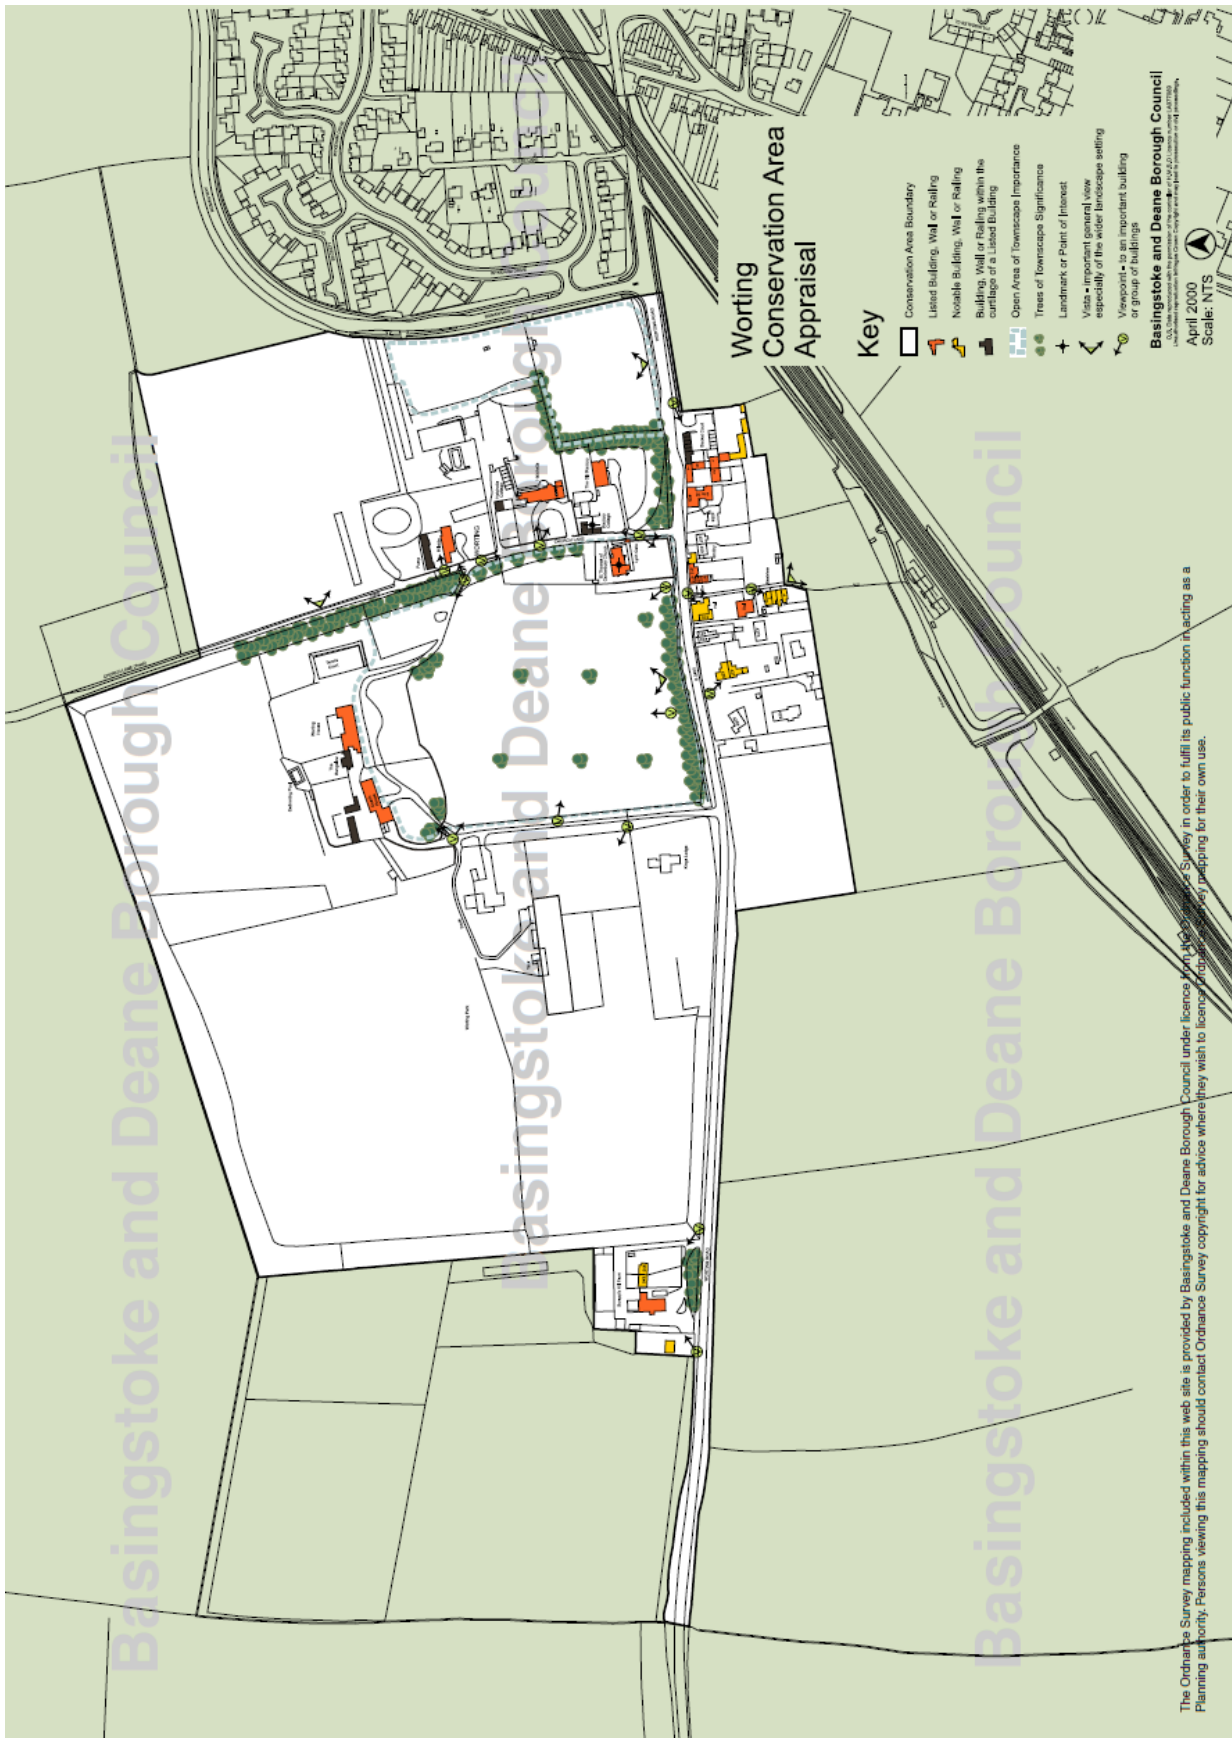 Worting
Conservation Area
Appraisal
Key
Conservation Area Boundary
Listed Building, Wall or Railing
Notable Building, Wall or Railing
Building, Wall or Railing within the
curtilage of a Listed Building
Open Area of Townscape Importance
Trees of Townscape Significance
Landmark or Point of Interest
Vista - important general view
especially of the wider landscape setting
Viewpoint - to an important building
or group of buildings
Basingstoke and Deane Borough Council
April 2000
Scale: NTS
Basingstoke and Deane Borough Council
Basingstoke and Deane Borough Council
Basingstoke and Deane Borough Council
WORTING
The Ordnance Survey mapping included within this web site is provided by Basingstoke and Deane Borough Council under licence from the Ordnance Survey in order to fulfil its public function in acting as a
Planning authority. Persons viewing this mapping should contact Ordnance Survey copyright for advice where they wish to licence Ordnance Survey mapping for their own use.